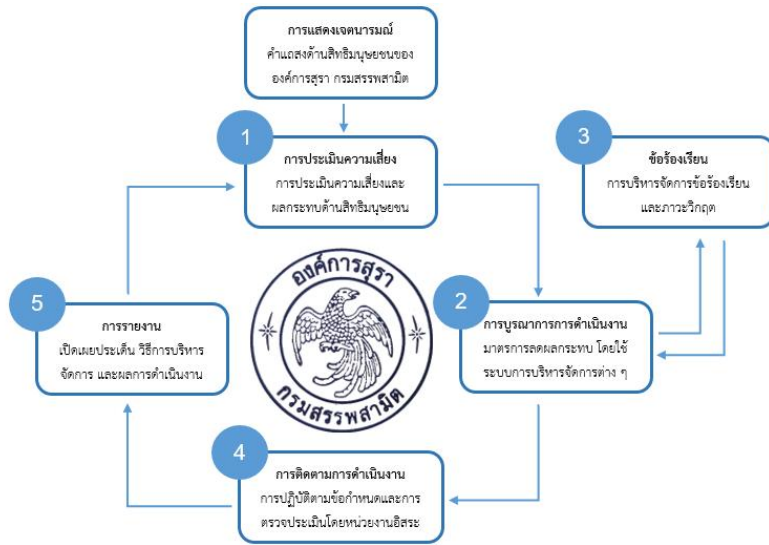 การแสดงเจตนารมณ์
คำแถลงด้านสิทธิมนุษยชนของ
องค์การสุรา กรมสรรพสามิต
1
การประเมินความเสี่ยง
การประเมินความเสี่ยงและ
ผลกระทบด้านสิทธิมนุษยชน
3
ข้อร้องเรียน
การบริหารจัดการข้อร้องเรียน
และภาวะวิกฤต
องค์การสุรา
กรมสรรพสามิต
2
การบูรณาการการดำเนินงาน
มาตรการลดผลกระทบ โดยใช้
ระบบการบริหารจัดการต่าง ๆ
5
การรายงาน
เปิดเผยประเด็น วิธีการบริหาร
จัดการ และผลการดำเนินงาน
4
การติดตามการดำเนินงาน
การปฏิบัติตามข้อกำหนดและการ
ตรวจประเมินโดยหน่วยงานอิสระ